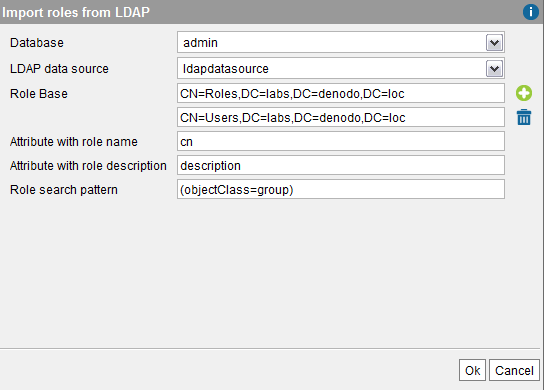 Import roles from LDAP
Database admin
LDAP data source ldapdatasource
Role Base CN=Roles,DC=labs,DC=denodo,DC=loc
CN=Users,DC=labs,DC=denodo,DC=loc
Attribute with role name cn
Attribute with role description description
Role search pattern (objectClass=group)
Ok Cancel